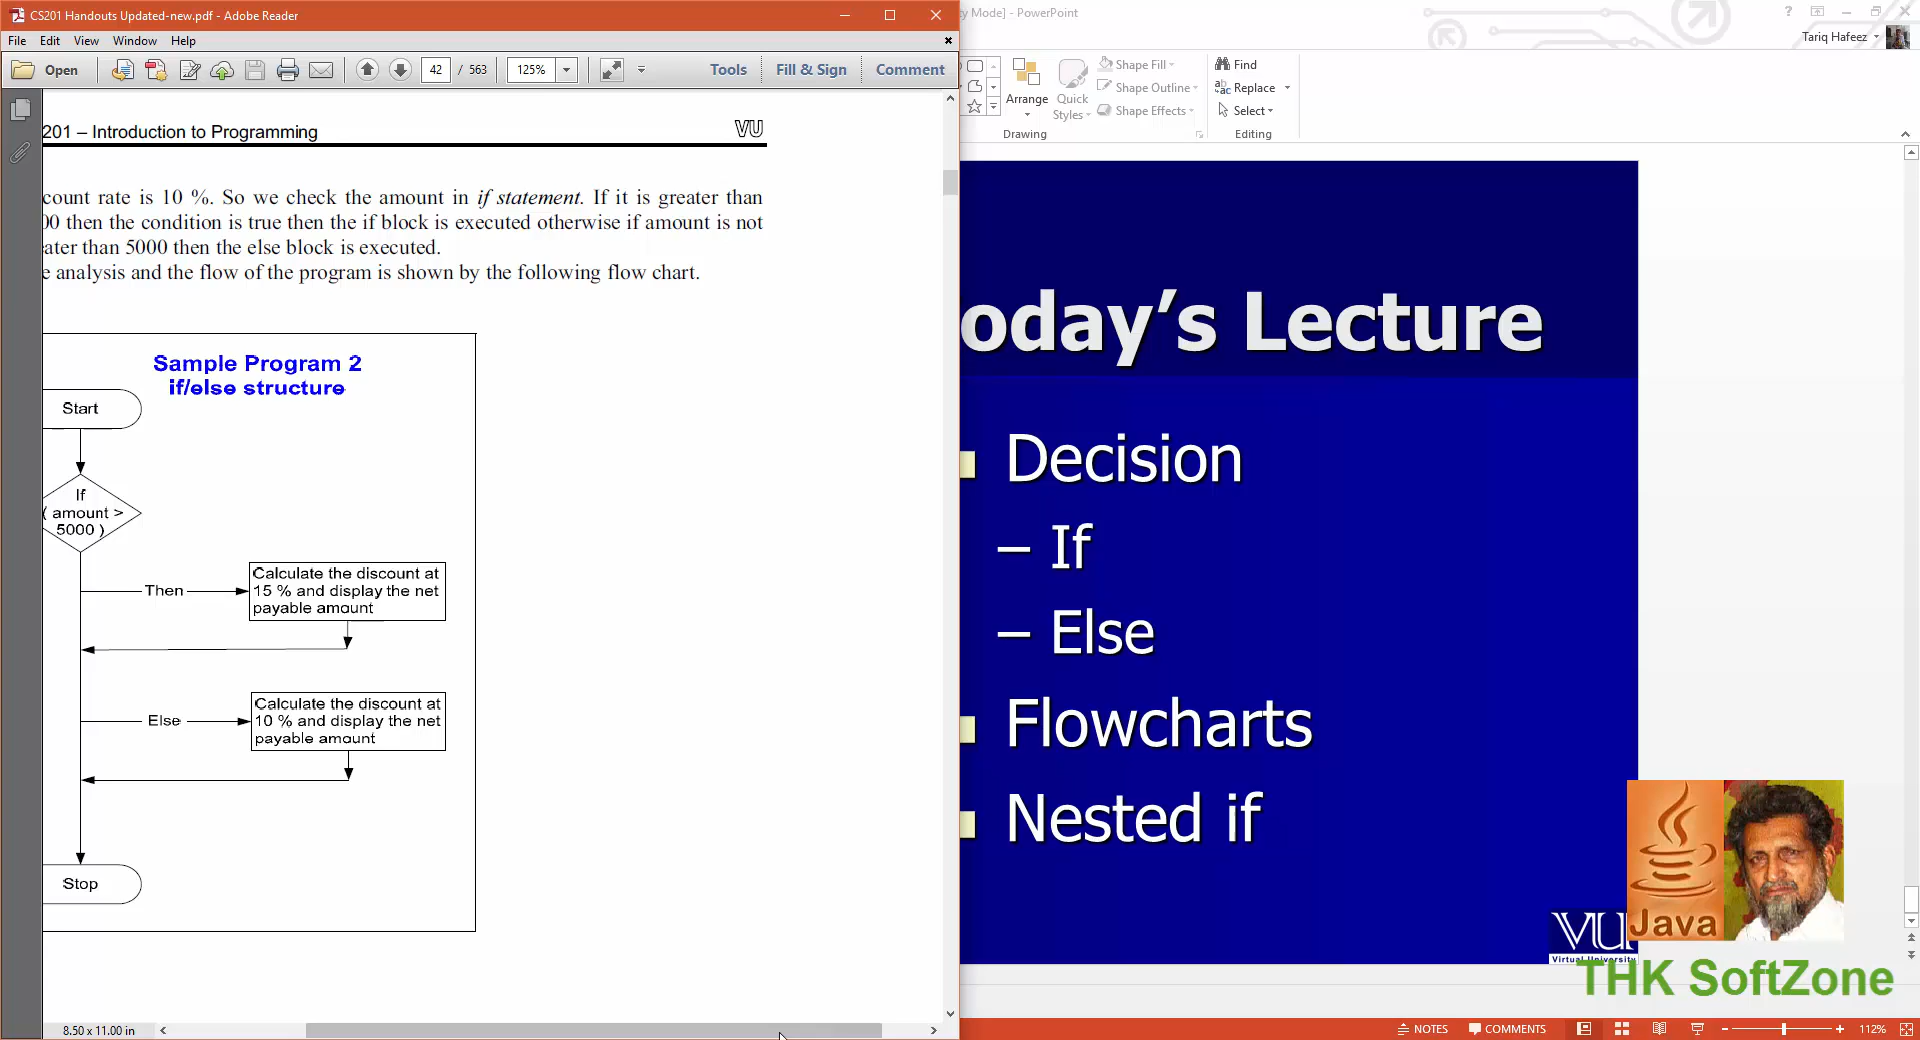 CS201 Handouts Updated-new.pdf - Adobe Reader
File Edit View Window Help
Open 42 / 563 125% Tools Fill & Sign Comment
201 – Introduction to Programming
VU
count rate is 10 %. So we check the amount in if statement. If it is greater than
00 then the condition is true then the if block is executed otherwise if amount is not
eater than 5000 then the else block is executed.
e analysis and the flow of the program is shown by the following flow chart.
Sample Program 2
if/else structure
Start
If
( amount >
5000 )
Then
Calculate the discount at
15 % and display the net
payable amount
Else
Calculate the discount at
10 % and display the net
payable amount
Stop
8.50 x 11.00 in
ty Mode] - PowerPoint
Tariq Hafeez
Arrange
Quick
Styles
Shape Fill
Shape Outline
Shape Effects
Drawing
Find
Replace
Select
Editing
oday's Lecture
Decision
– If
– Else
Flowcharts
Nested if
VU
Virtual University
Java
THK SoftZone
NOTES COMMENTS 112%